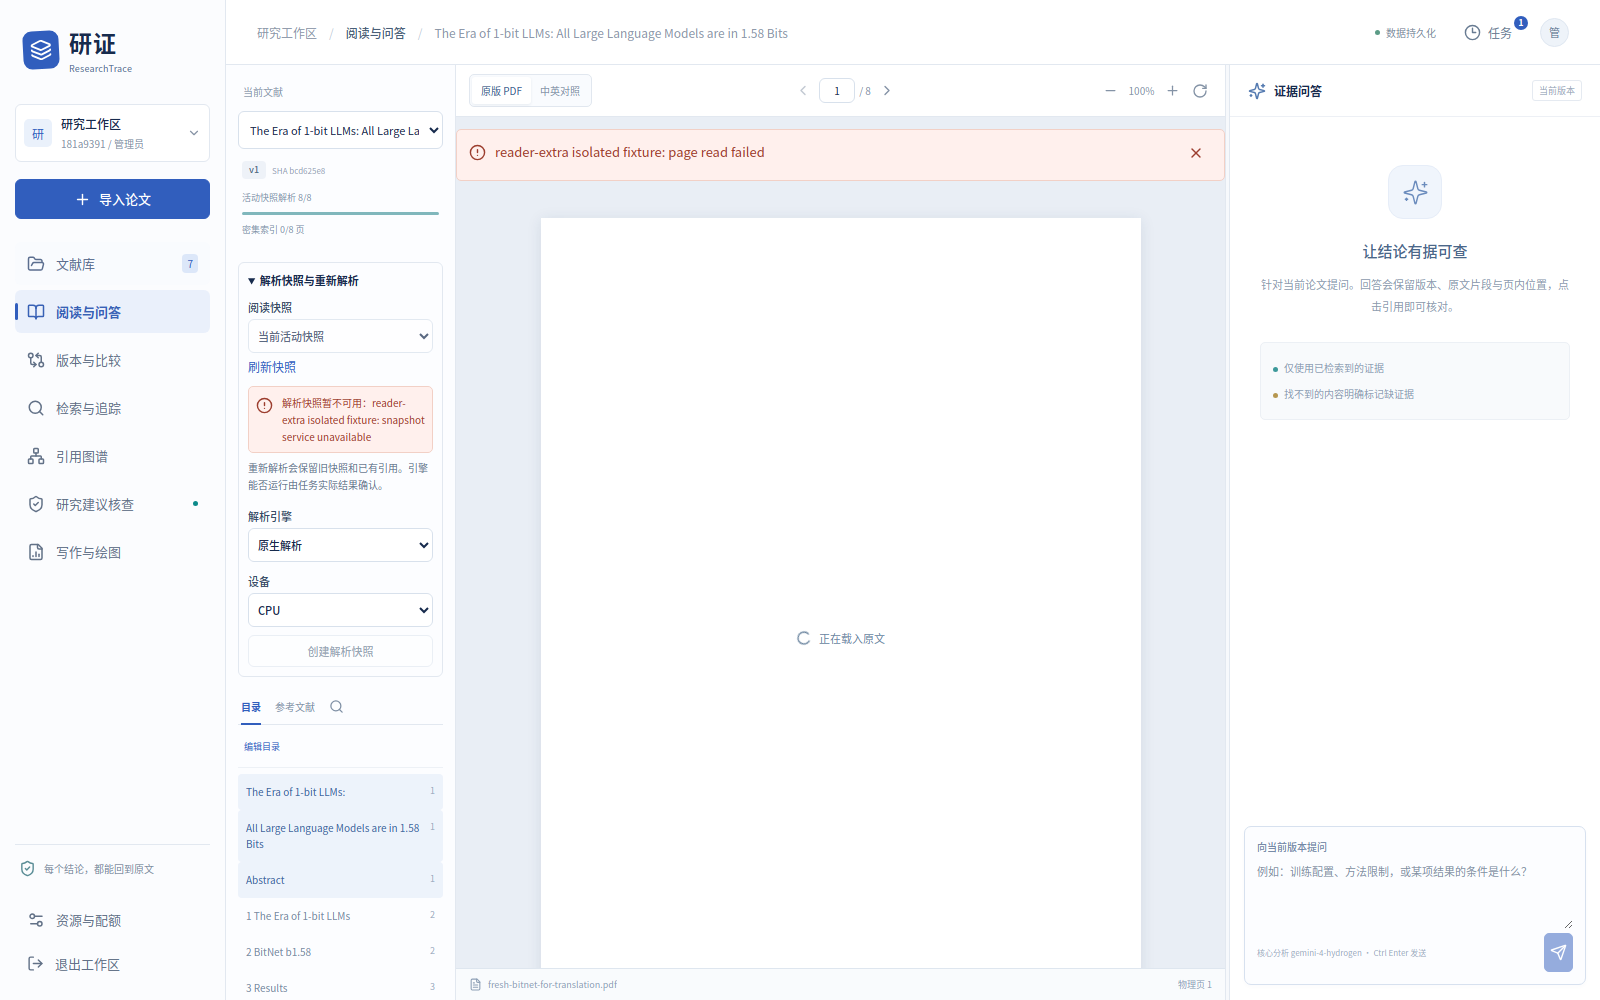 研证
ResearchTrace
研
研究工作区
181a9391 / 管理员
导入论文
文献库
7
阅读与问答
版本与比较
检索与追踪
引用图谱
研究建议核查
写作与绘图
每个结论，都能回到原文
资源与配额
退出工作区
研究工作区 / 阅读与问答 / The Era of 1-bit LLMs: All Large Language Models are in 1.58 Bits
数据持久化
任务
1
管
当前文献
The Era of 1-bit LLMs: All Large La
v1
SHA bcd625e8
活动快照解析 8/8
密集索引 0/8 页
解析快照与重新解析
阅读快照
当前活动快照
刷新快照
解析快照暂不可用：reader-
extra isolated fixture: snapshot
service unavailable
重新解析会保留旧快照和已有引用。引擎
能否运行由任务实际结果确认。
解析引擎
原生解析
设备
CPU
创建解析快照
目录
参考文献
编辑目录
The Era of 1-bit LLMs:
1
All Large Language Models are in 1.58
Bits
1
Abstract
1
1 The Era of 1-bit LLMs
2
2 BitNet b1.58
2
3 Results
3
原版 PDF
中英对照
1
/ 8
100%
reader-extra isolated fixture: page read failed
正在载入原文
fresh-bitnet-for-translation.pdf
物理页 1
证据问答
当前版本
让结论有据可查
针对当前论文提问。回答会保留版本、原文片段与页内位置，点
击引用即可核对。
仅使用已检索到的证据
找不到的内容明确标记缺证据
向当前版本提问
例如：训练配置、方法限制，或某项结果的条件是什么？
核心分析 gemini-4-hydrogen · Ctrl Enter 发送